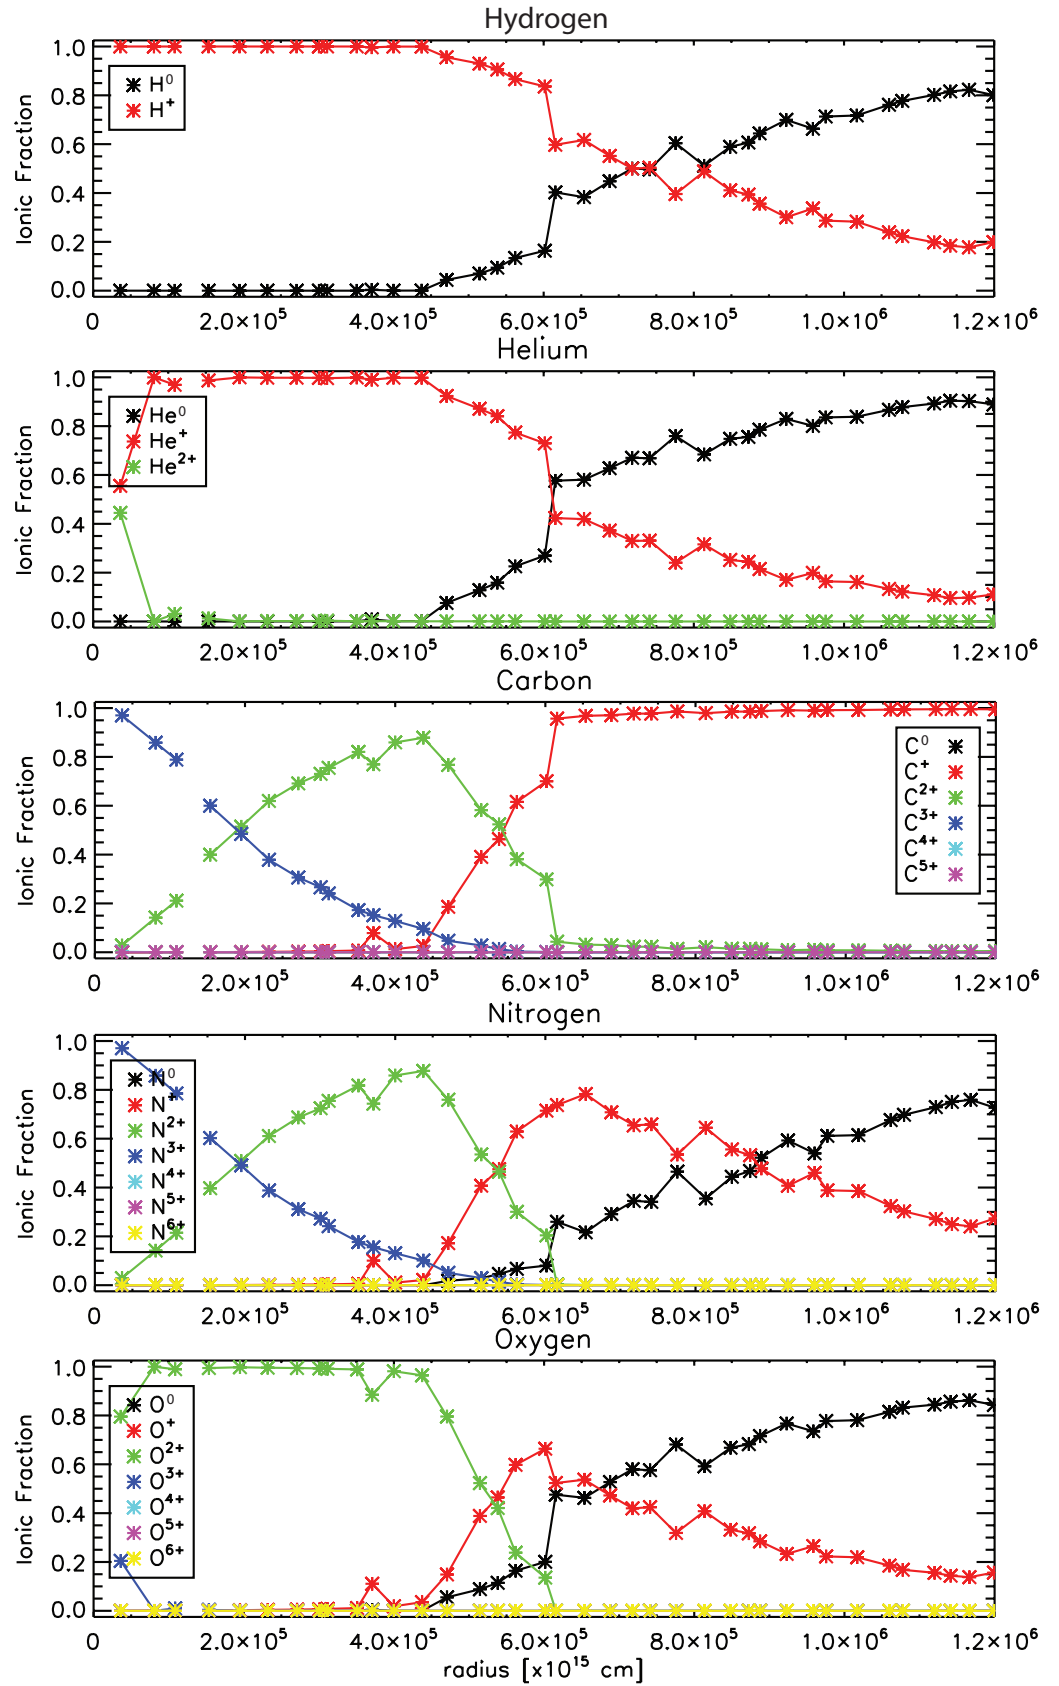 Hydrogen
1.0
0.8
0.6
0.4
0.2
0.0
Ionic Fraction
H⁰
H⁺
0 2.0×10⁵ 4.0×10⁵ 6.0×10⁵ 8.0×10⁵ 1.0×10⁶ 1.2×10⁶
Helium
1.0
0.8
0.6
0.4
0.2
0.0
Ionic Fraction
He⁰
He⁺
He²⁺
0 2.0×10⁵ 4.0×10⁵ 6.0×10⁵ 8.0×10⁵ 1.0×10⁶ 1.2×10⁶
Carbon
1.0
0.8
0.6
0.4
0.2
0.0
Ionic Fraction
C⁰
C⁺
C²⁺
C³⁺
C⁴⁺
C⁵⁺
0 2.0×10⁵ 4.0×10⁵ 6.0×10⁵ 8.0×10⁵ 1.0×10⁶ 1.2×10⁶
Nitrogen
1.0
0.8
0.6
0.4
0.2
0.0
Ionic Fraction
N⁰
N⁺
N²⁺
N³⁺
N⁴⁺
N⁵⁺
N⁶⁺
0 2.0×10⁵ 4.0×10⁵ 6.0×10⁵ 8.0×10⁵ 1.0×10⁶ 1.2×10⁶
Oxygen
1.0
0.8
0.6
0.4
0.2
0.0
Ionic Fraction
O⁰
O⁺
O²⁺
O³⁺
O⁴⁺
O⁵⁺
O⁶⁺
0 2.0×10⁵ 4.0×10⁵ 6.0×10⁵ 8.0×10⁵ 1.0×10⁶ 1.2×10⁶
radius [x10¹⁵ cm]